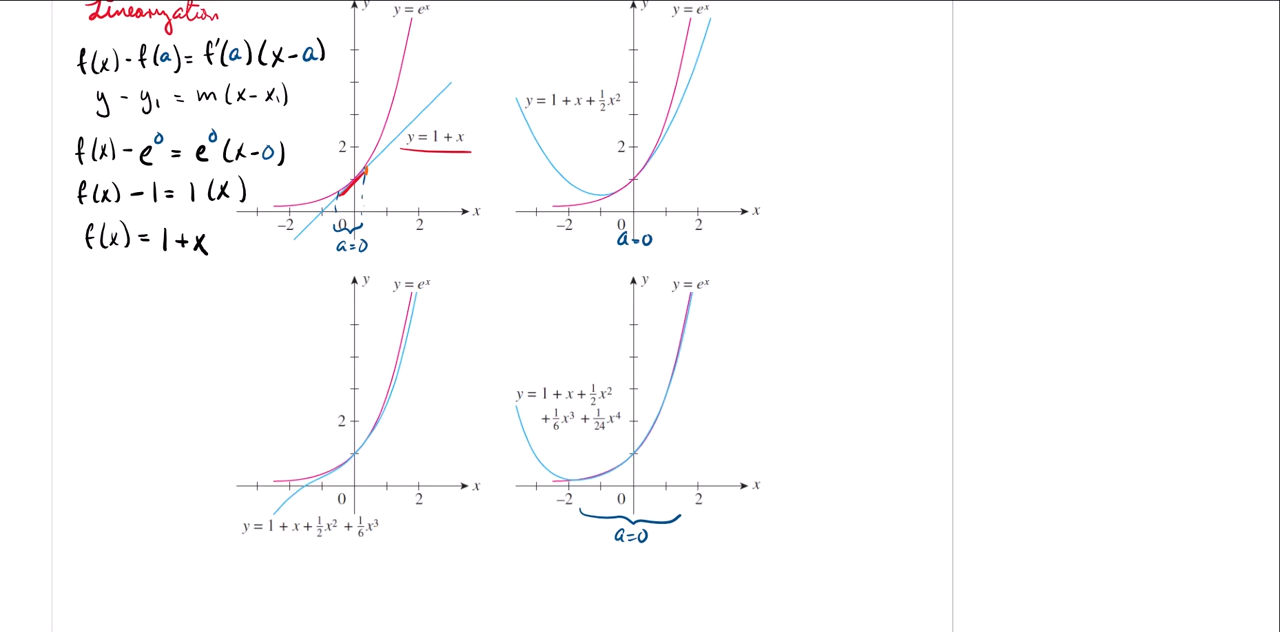 Linearization
f(x) - f(a) = f'(a)(x-a)
y - y₁ = m(x-x₁)
f(x) - e⁰ = e⁰(x-0)
f(x) - 1 = 1(x)
f(x) = 1+x
y
y = eˣ
y = 1 + x
2
-2
0
2
x
a=0
y
y = eˣ
y = 1 + x + ½x²
2
-2
0
2
x
a=0
y
y = eˣ
2
0
2
x
y = 1 + x + ½x² + ⅙x³
y
y = eˣ
y = 1 + x + ½x²
+ ⅙x³ + 1/24 x⁴
-2
0
2
x
a=0